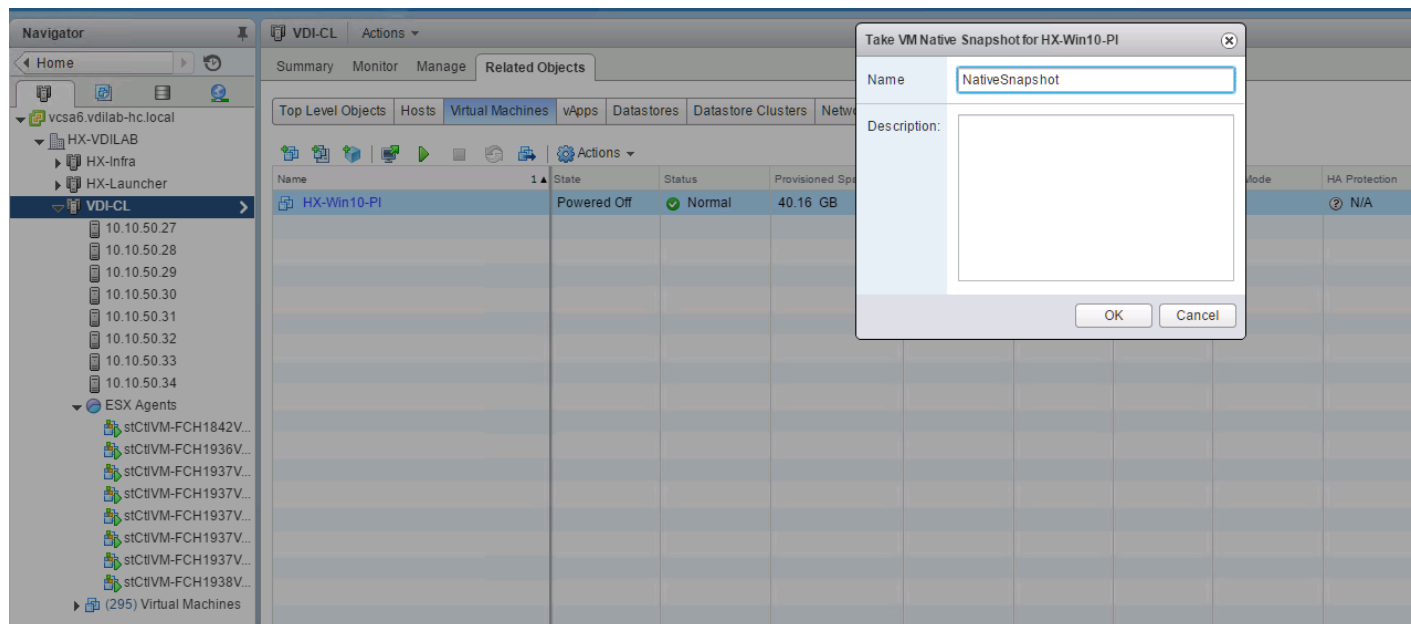 Navigator
Home
vcsa6.vdilab-hc.local
HX-VDILAB
HX-Infra
HX-Launcher
VDI-CL
10.10.50.27
10.10.50.28
10.10.50.29
10.10.50.30
10.10.50.31
10.10.50.32
10.10.50.33
10.10.50.34
ESX Agents
stCtlVM-FCH1842V...
stCtlVM-FCH1936V...
stCtlVM-FCH1937V...
stCtlVM-FCH1937V...
stCtlVM-FCH1937V...
stCtlVM-FCH1937V...
stCtlVM-FCH1937V...
stCtlVM-FCH1938V...
(295) Virtual Machines
VDI-CL Actions
Summary Monitor Manage Related Objects
Top Level Objects Hosts Virtual Machines vApps Datastores Datastore Clusters Netwo
Actions
Name 1 State Status Provisioned Spa Mode HA Protection
HX-Win10-PI Powered Off Normal 40.16 GB N/A
Take VM Native Snapshot for HX-Win10-PI
Name NativeSnapshot
Description:
OK Cancel